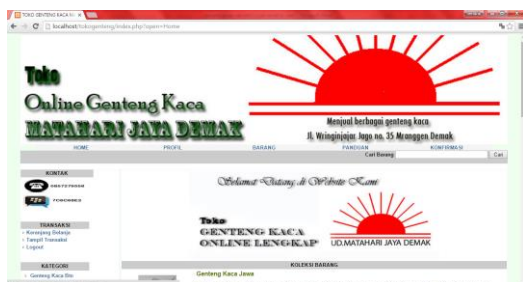 TOKO GENTENG KACA M
localhost/tokogenteng/index.php?open=Home
Toko
Online Genteng Kaca
MATAHARI JAYA DEMAK
Menjual berbagai genteng kaca
Jl. Wringinjajar Jago no. 35 Mranggen Demak
HOME PROFIL BARANG PANDUAN KONFIRMASI
Cari Barang Cari
KONTAK
TRANSAKSI
Keranjang Belanja
Tampil Transaksi
Logout
KATEGORI
Genteng Kaca Bto
Selamat Datang di Website Kami
Toko
GENTENG KACA
ONLINE LENGKAP
UD.MATAHARI JAYA DEMAK
KOLEKSI BARANG
Genteng Kaca Jawa